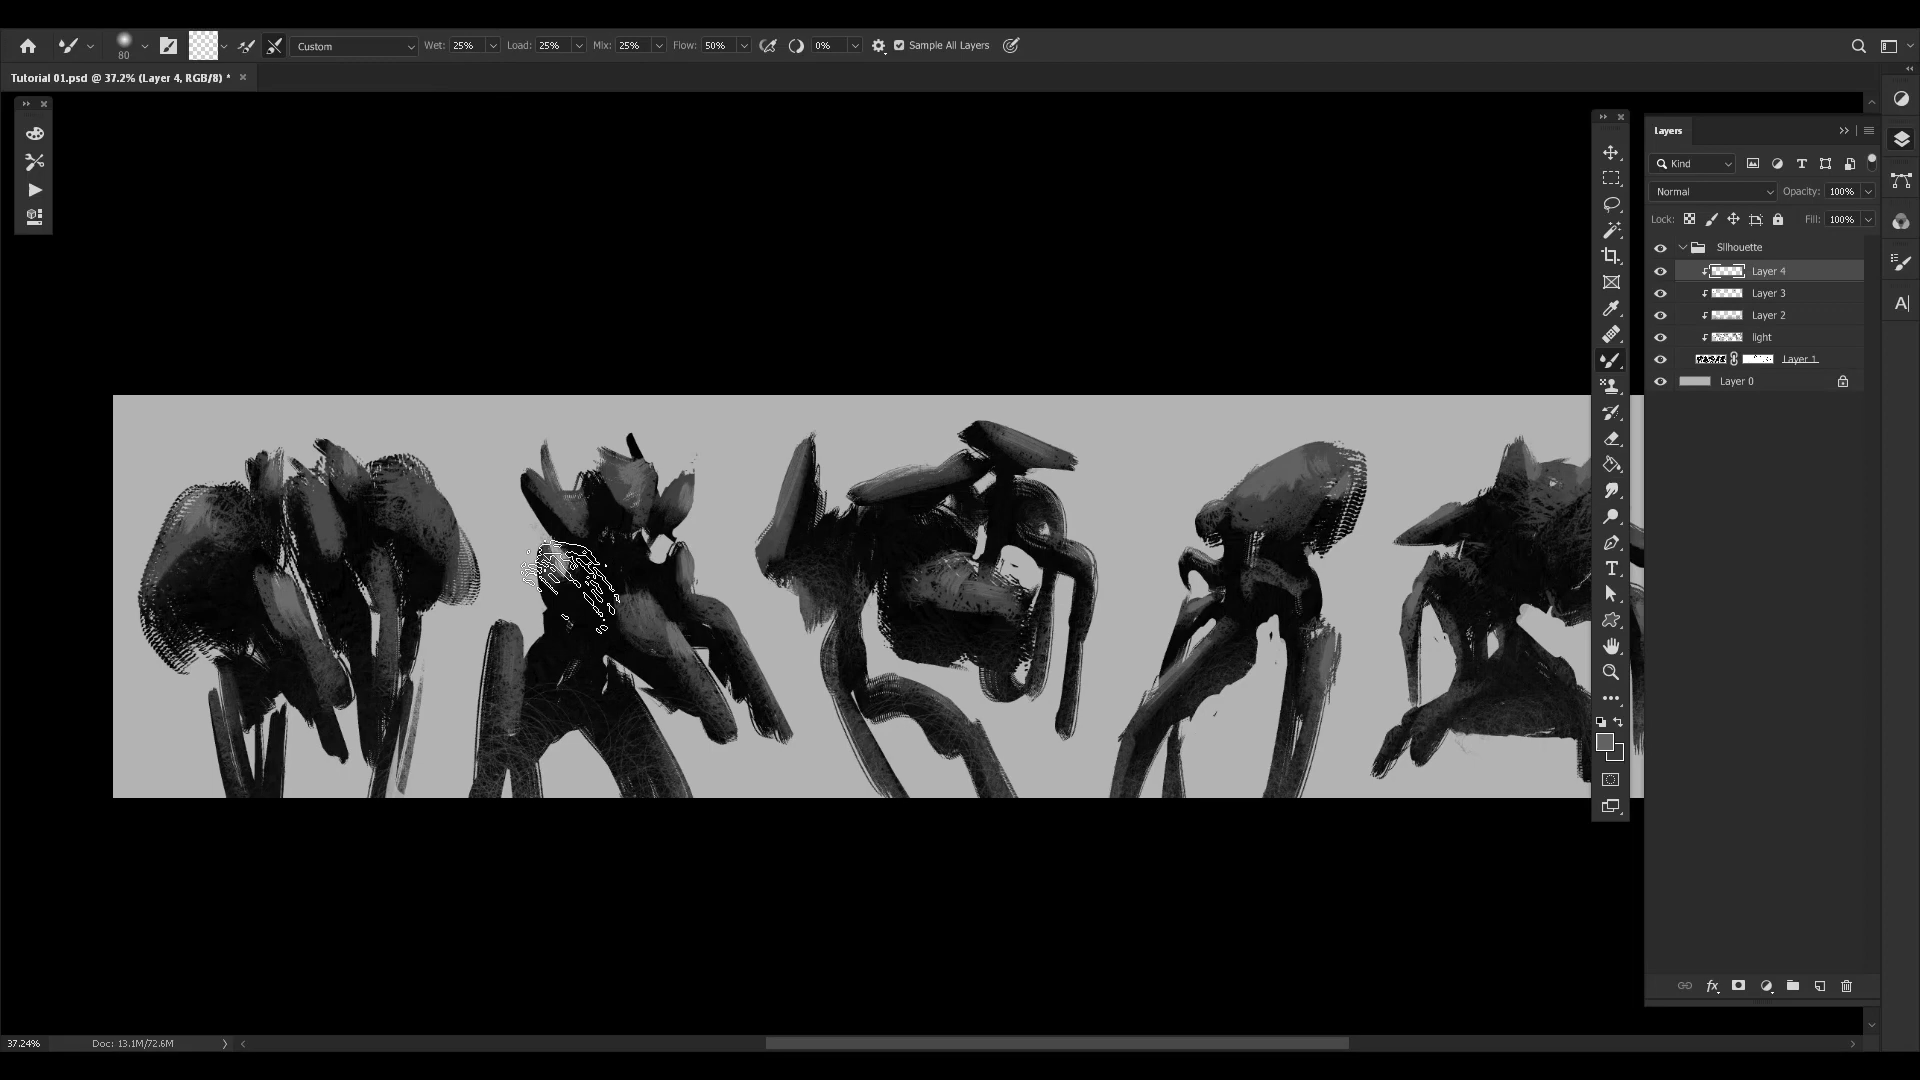 80
Custom
Wet: 25%
Load: 25%
Mix: 25%
Flow: 50%
0%
Sample All Layers
Tutorial 01.psd @ 37.2% (Layer 4, RGB/8) *
Layers
Kind
Normal
Opacity: 100%
Lock:
Fill: 100%
Silhouette
Layer 4
Layer 3
Layer 2
light
Layer 1
Layer 0
fx
37.24%
Doc: 13.1M/72.6M